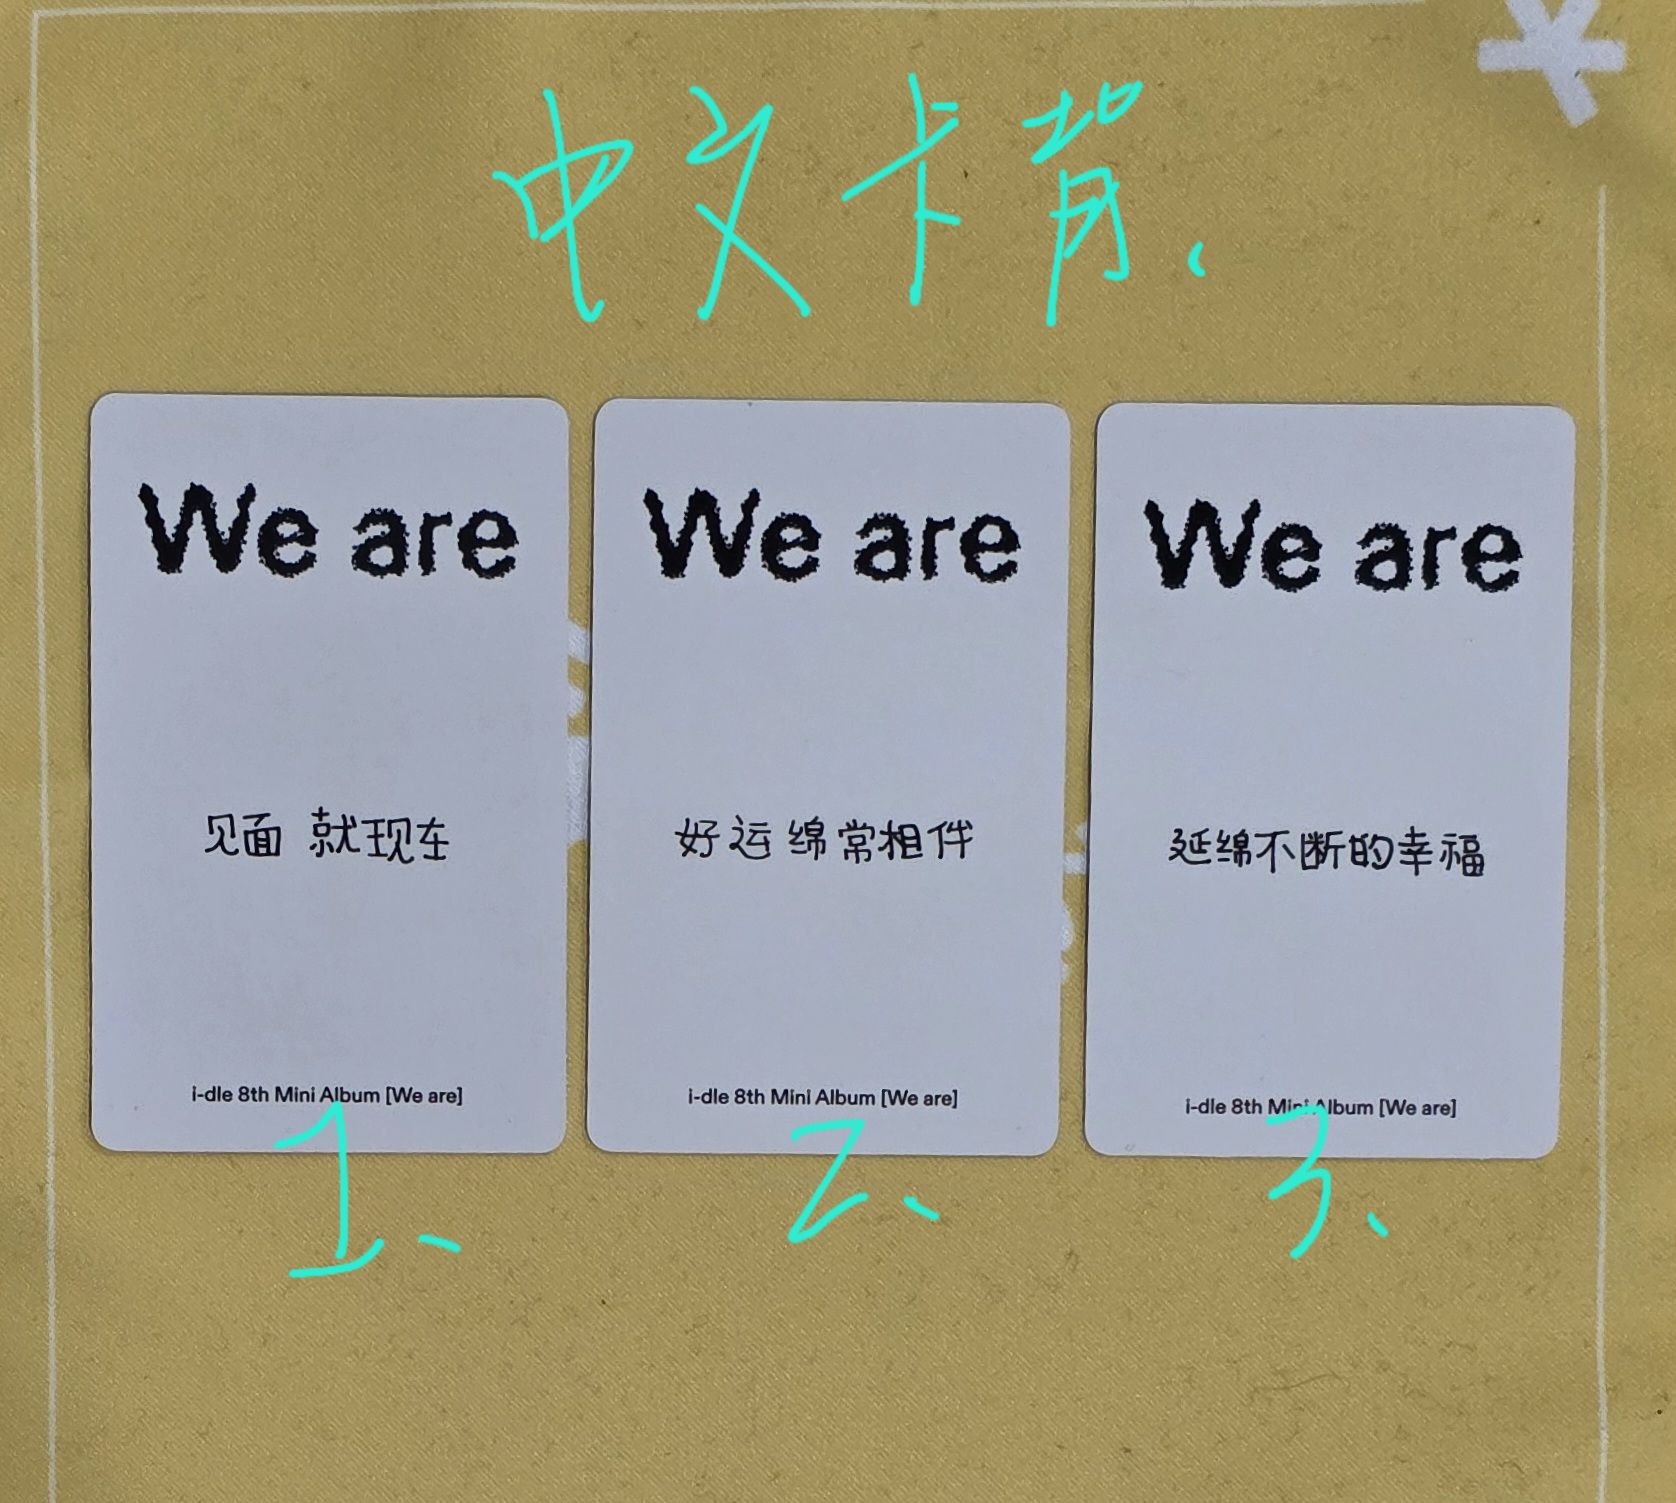 中文卡背、
We are
见面 就现在
i-dle 8th Mini Album [We are]
1、
We are
好运 绵常相伴
i-dle 8th Mini Album [We are]
2、
We are
延绵不断的幸福
i-dle 8th Mini Album [We are]
3、